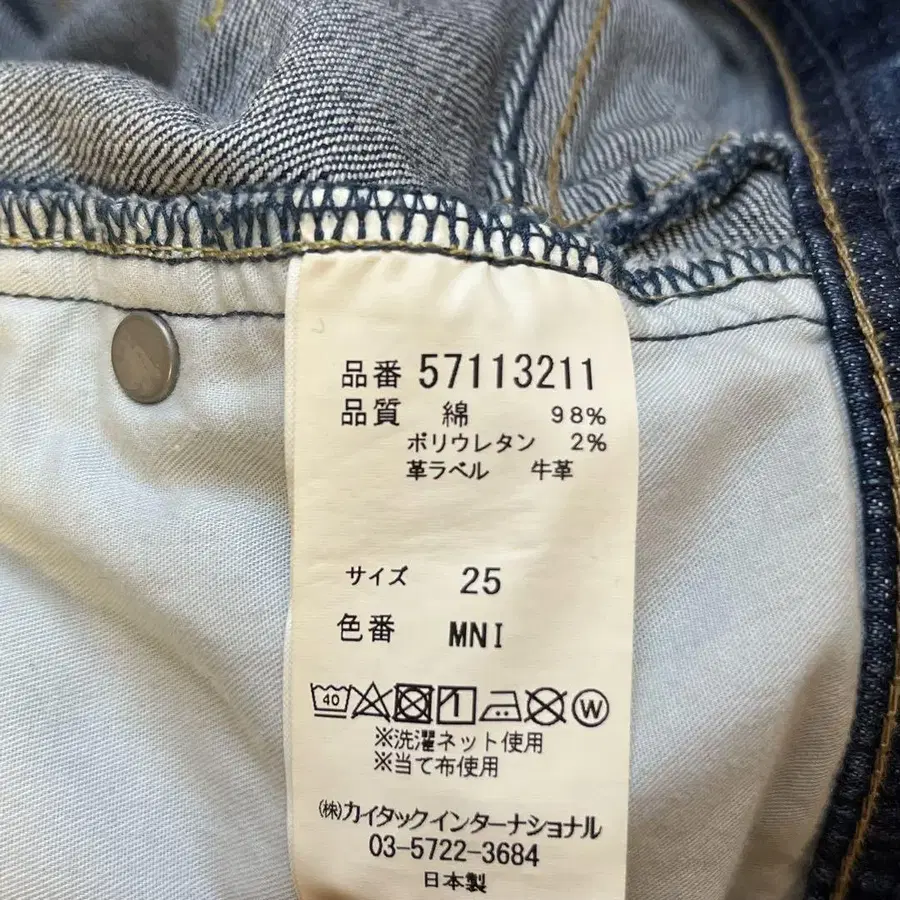 品番 57113211
品質 綿 98%
ポリウレタン 2%
革ラベル 牛革
サイズ 25
色番 MNI
40 W
※洗濯ネット使用
※当て布使用
(株)カイタックインターナショナル
03-5722-3684
日本製